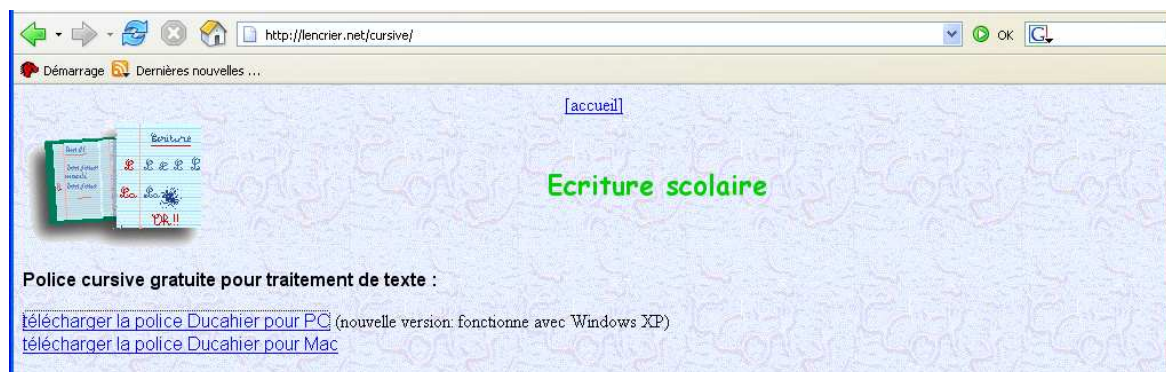 http://lencrier.net/cursive/ OK G
Démarrage Dernières nouvelles ...
[accueil]
Ecriture
Ecriture scolaire
Police cursive gratuite pour traitement de texte :
télécharger la police Ducahier pour PC (nouvelle version: fonctionne avec Windows XP)
télécharger la police Ducahier pour Mac